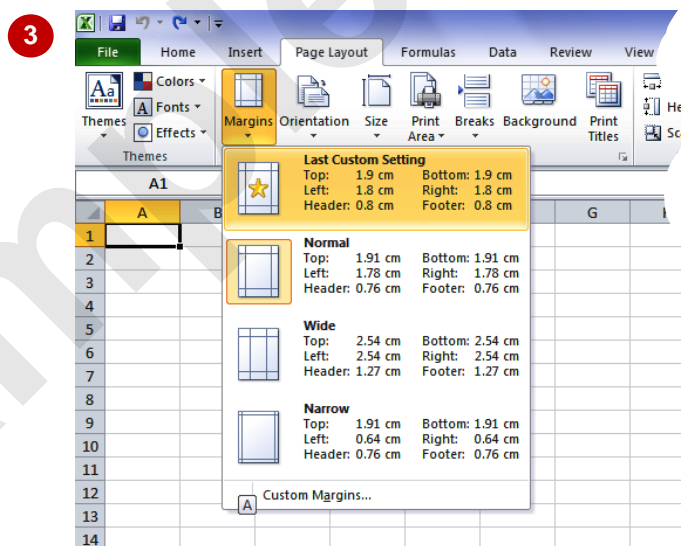 3
File Home Insert Page Layout Formulas Data Review View
Colors
Fonts
Effects
Themes
Margins Orientation Size Print Area Breaks Background Print Titles
Themes
A1
Last Custom Setting
Top: 1.9 cm Bottom: 1.9 cm
Left: 1.8 cm Right: 1.8 cm
Header: 0.8 cm Footer: 0.8 cm
A B G
1
Normal
2 Top: 1.91 cm Bottom: 1.91 cm
Left: 1.78 cm Right: 1.78 cm
3 Header: 0.76 cm Footer: 0.76 cm
4
5 Wide
Top: 2.54 cm Bottom: 2.54 cm
6 Left: 2.54 cm Right: 2.54 cm
7 Header: 1.27 cm Footer: 1.27 cm
8
Narrow
9 Top: 1.91 cm Bottom: 1.91 cm
10 Left: 0.64 cm Right: 0.64 cm
Header: 0.76 cm Footer: 0.76 cm
11
12 A Custom Margins...
13
14